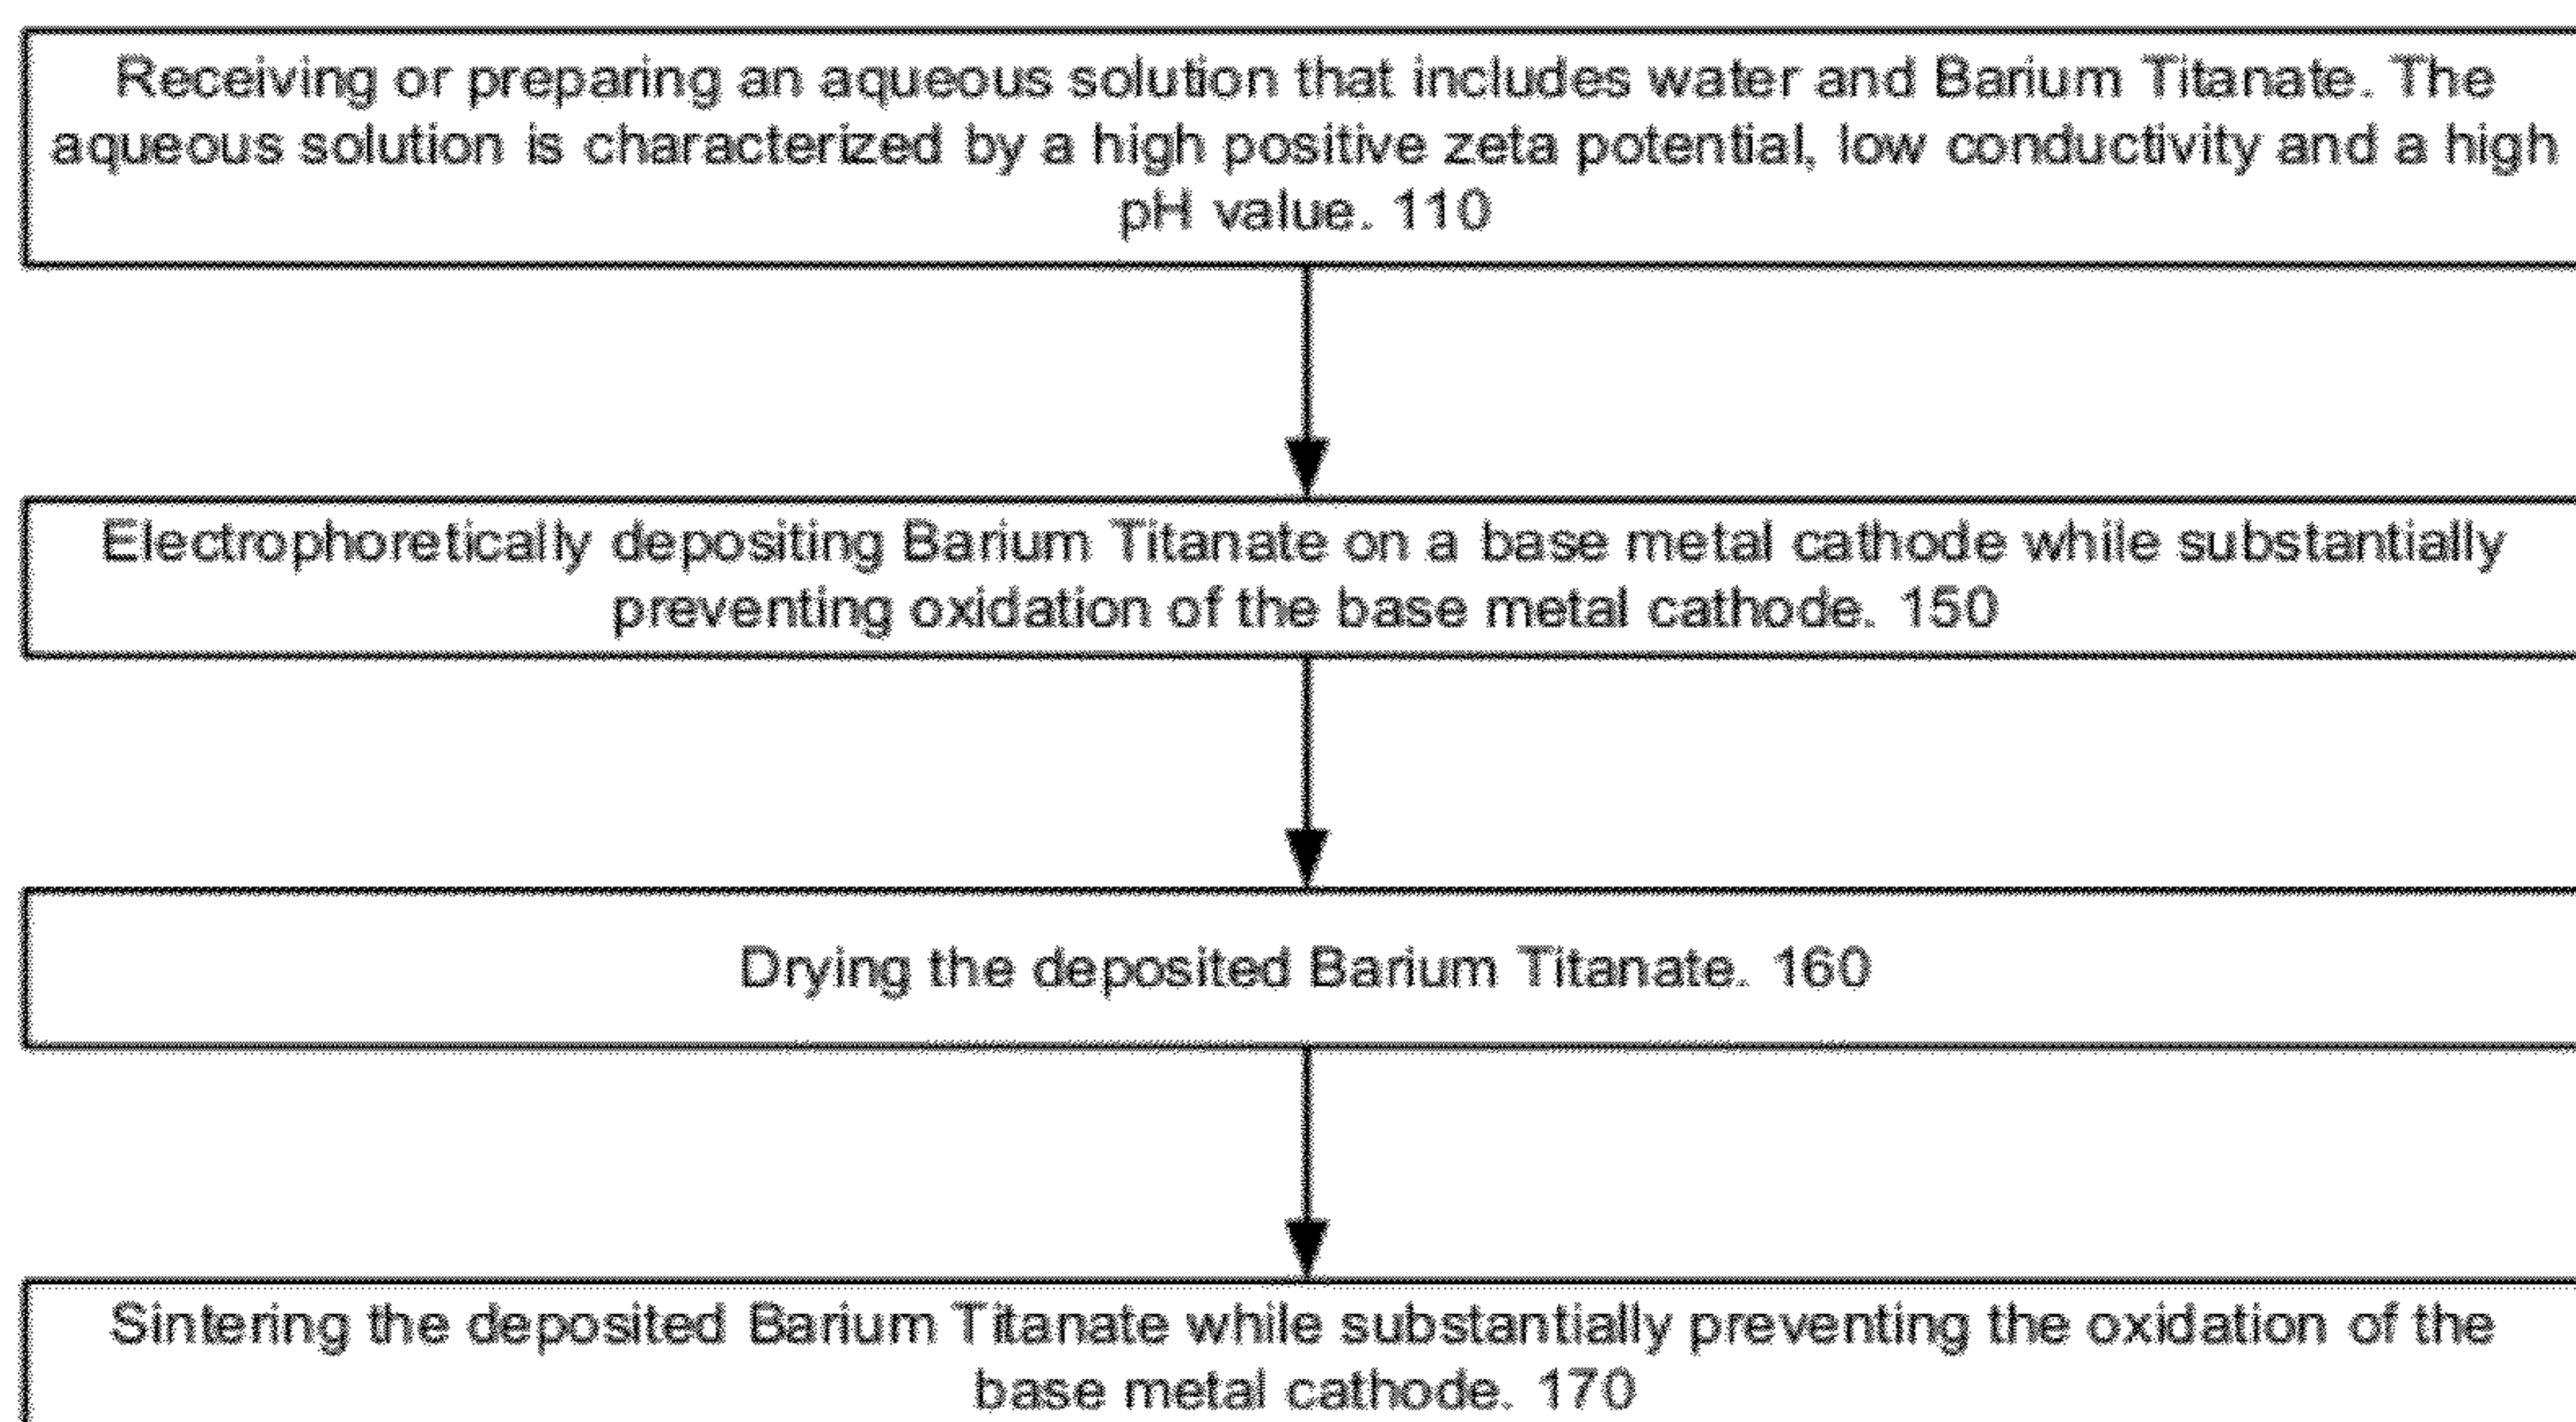 Receiving or preparing an aqueous solution that includes water and Barium Titanate. The
aqueous solution is characterized by a high positive zeta potential, low conductivity and a high
pH value. 110
Electrophoretically depositing Barium Titanate on a base metal cathode while substantially
preventing oxidation of the base metal cathode. 150
Drying the deposited Barium Titanate. 160
Sintering the deposited Barium Titanate while substantially preventing the oxidation of the
base metal cathode. 170